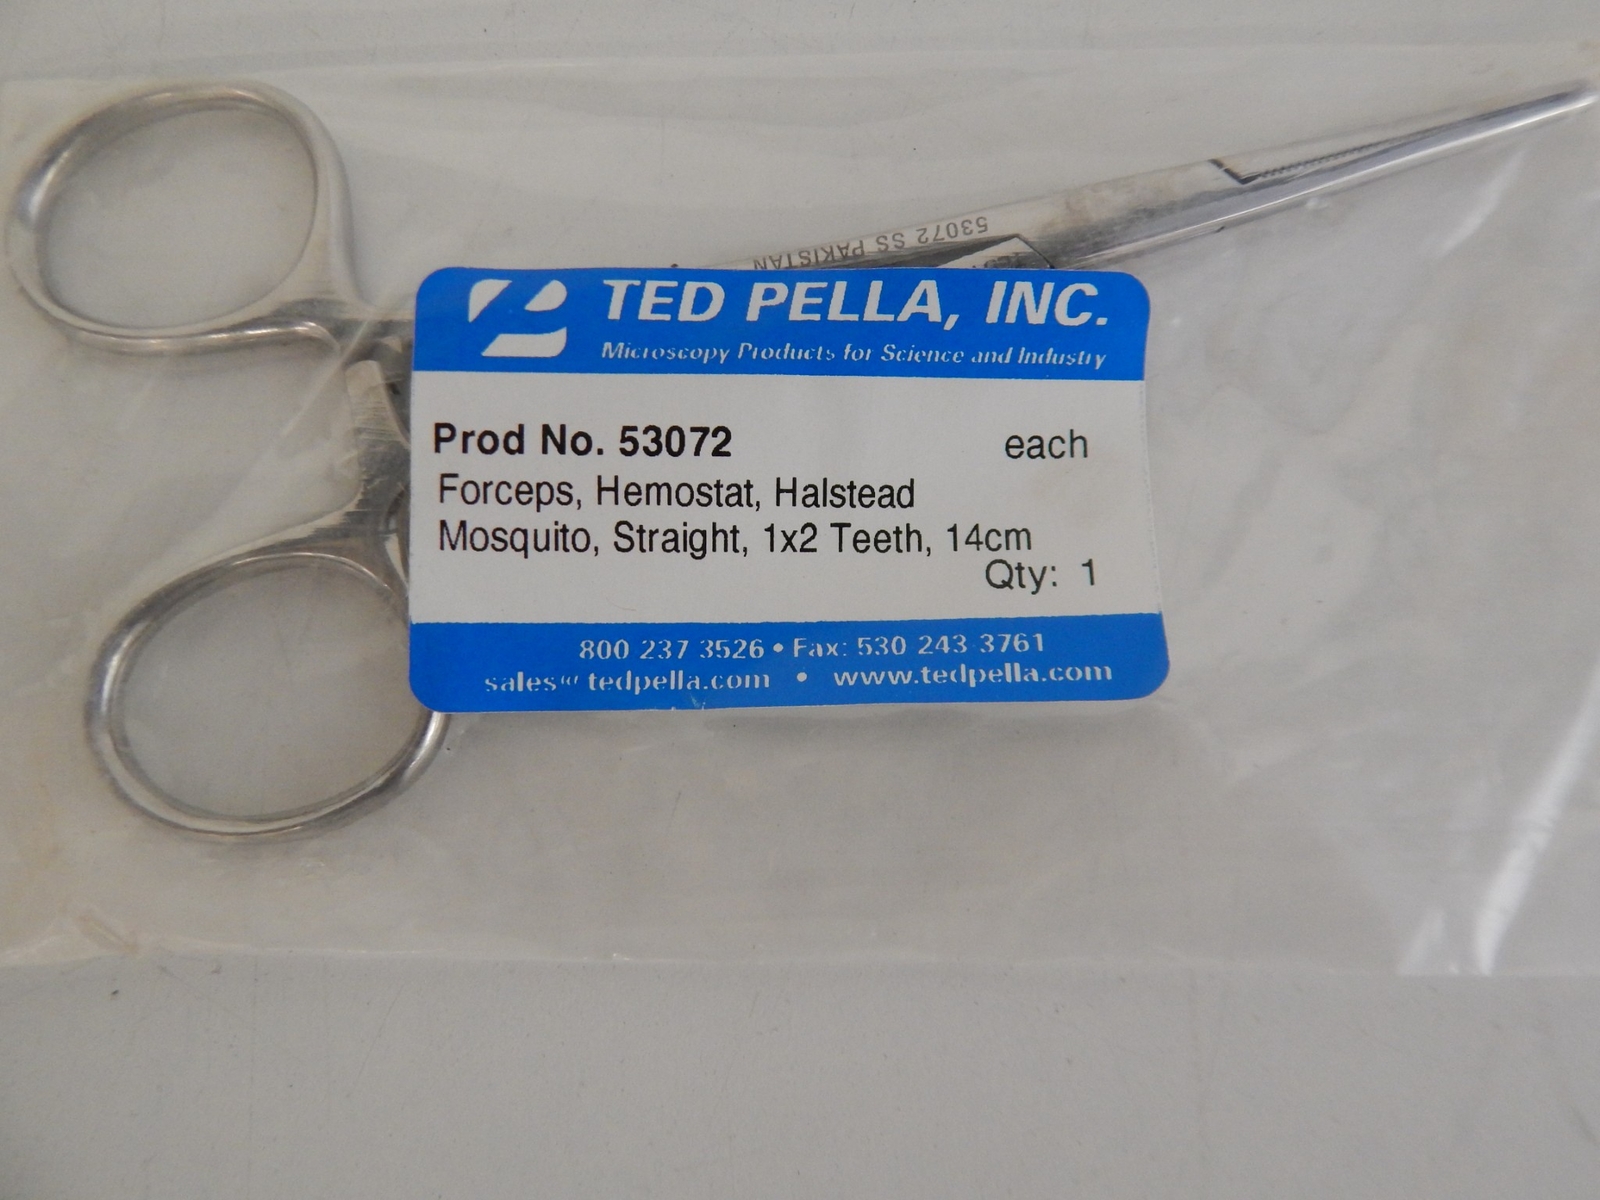 53072 SS PAKISTAN
TED PELLA, INC.
Microscopy Products for Science and Industry
Prod No. 53072 each
Forceps, Hemostat, Halstead
Mosquito, Straight, 1x2 Teeth, 14cm
Qty: 1
800 237 3526 • Fax: 530 243 3761
sales@tedpella.com • www.tedpella.com